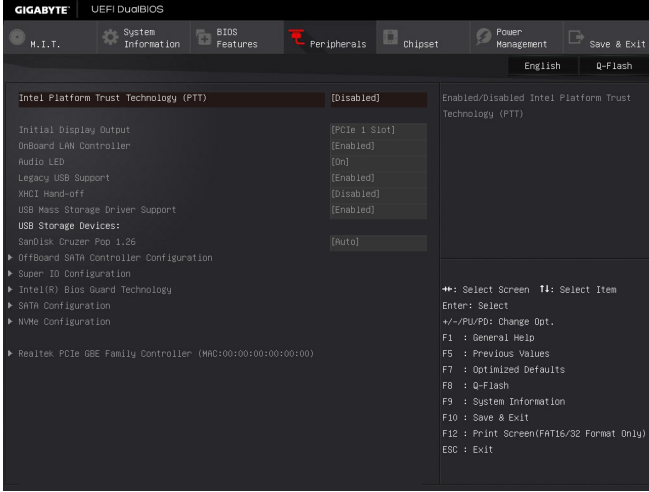 GIGABYTE™ UEFI DualBIOS
M.I.T.
System Information
BIOS Features
Peripherals
Chipset
Power Management
Save & Exit
English Q-Flash
Intel Platform Trust Technology (PTT) [Disabled]
Initial Display Output [PCIe 1 Slot]
OnBoard LAN Controller [Enabled]
Audio LED [On]
Legacy USB Support [Enabled]
XHCI Hand-off [Disabled]
USB Mass Storage Driver Support [Enabled]
USB Storage Devices:
SanDisk Cruzer Pop 1.26 [Auto]
OffBoard SATA Controller Configuration
Super IO Configuration
Intel(R) Bios Guard Technology
SATA Configuration
NVMe Configuration
Realtek PCIe GBE Family Controller (MAC:00:00:00:00:00:00)
Enabled/Disabled Intel Platform Trust
Technology (PTT)
→←: Select Screen ↑↓: Select Item
Enter: Select
+/-/PU/PD: Change Opt.
F1 : General Help
F5 : Previous Values
F7 : Optimized Defaults
F8 : Q-Flash
F9 : System Information
F10 : Save & Exit
F12 : Print Screen(FAT16/32 Format Only)
ESC : Exit